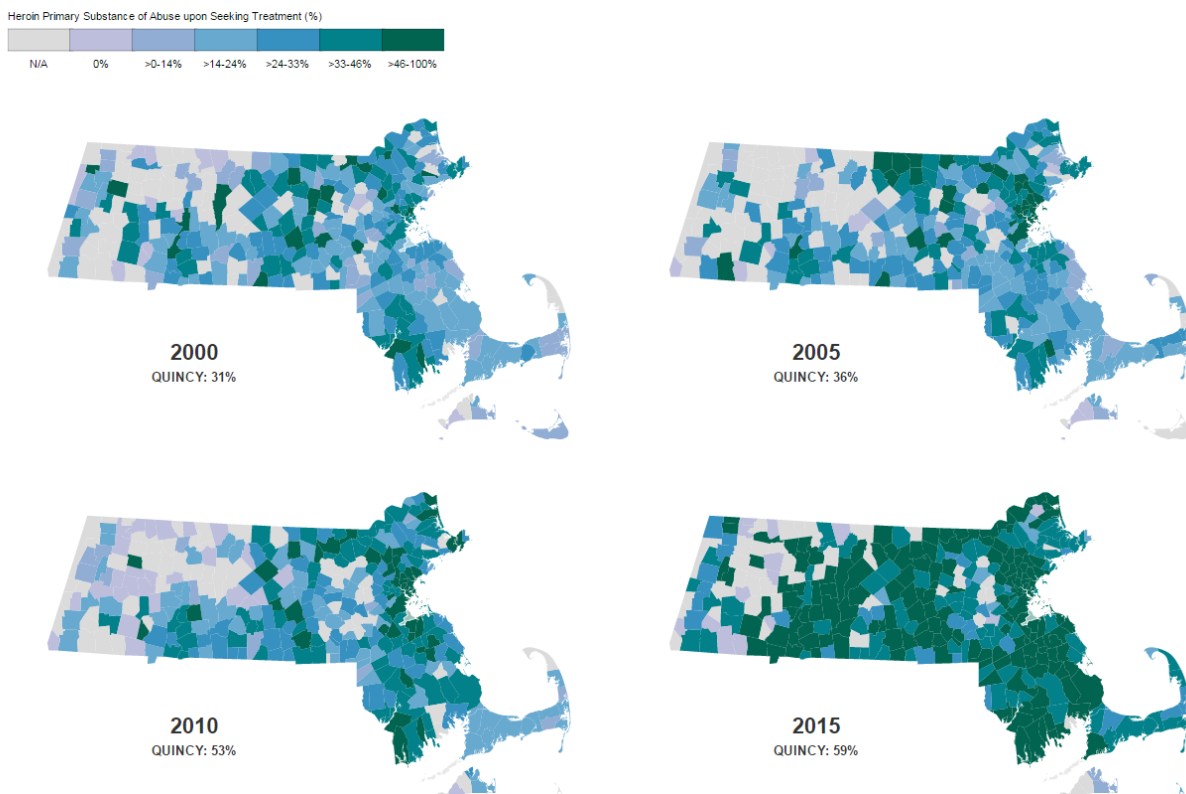 Heroin Primary Substance of Abuse upon Seeking Treatment (%)
N/A 0% >0-14% >14-24% >24-33% >33-46% >46-100%
2000
QUINCY: 31%
2005
QUINCY: 36%
2010
QUINCY: 53%
2015
QUINCY: 59%